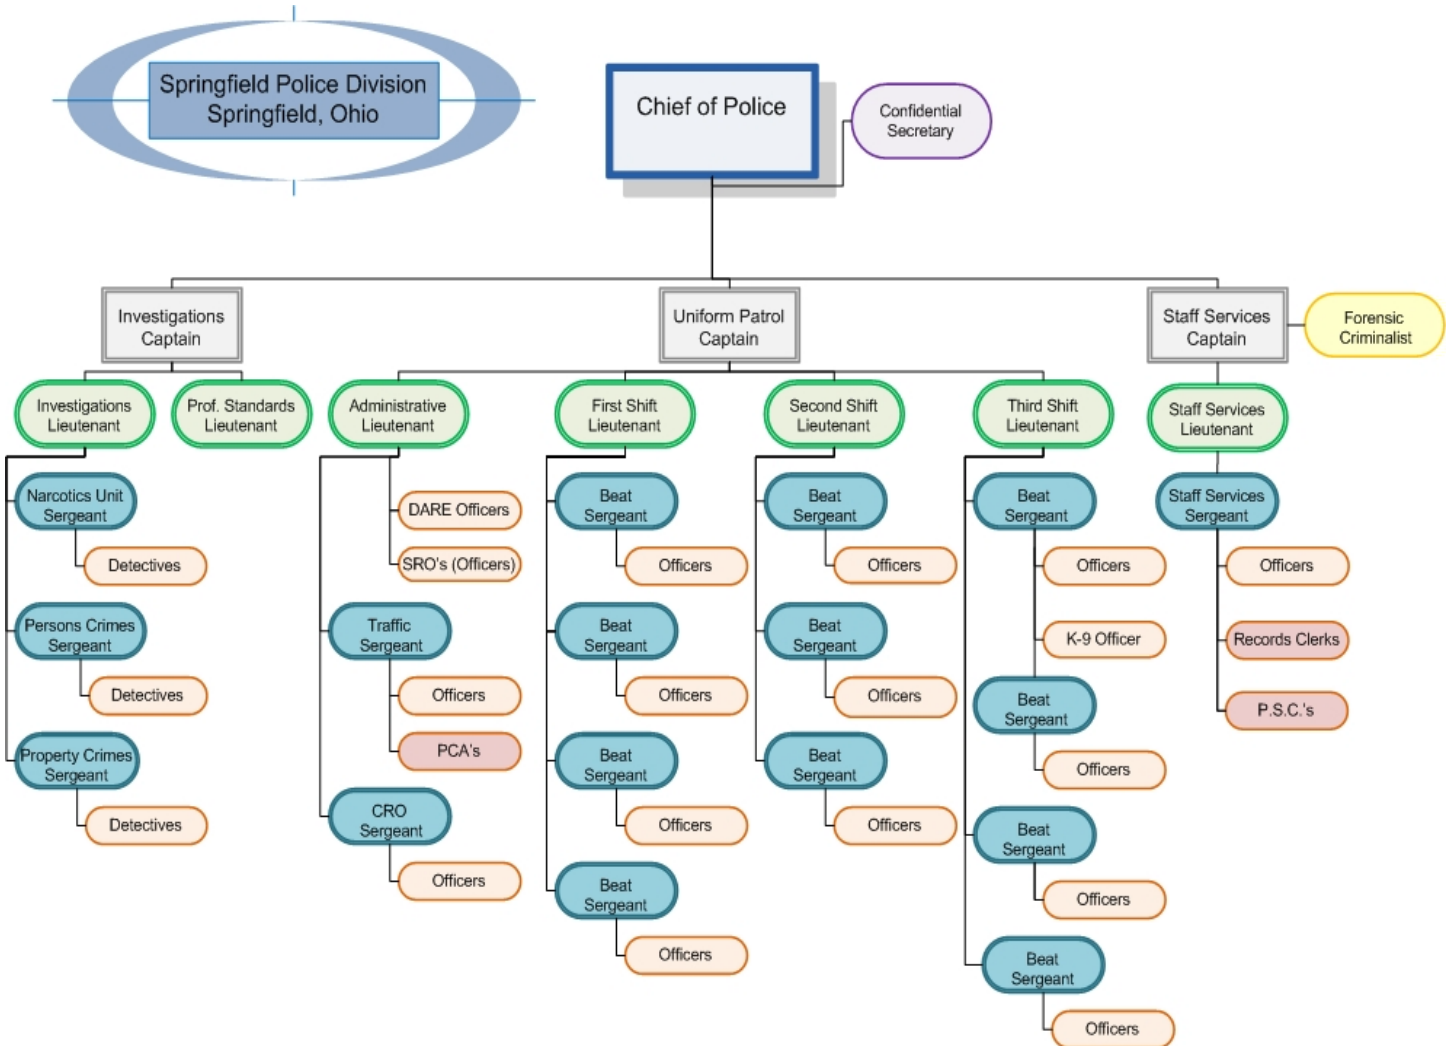 Springfield Police Division
Springfield, Ohio
Chief of Police
Confidential
Secretary
Investigations
Captain
Uniform Patrol
Captain
Staff Services
Captain
Forensic
Criminalist
Investigations
Lieutenant
Prof. Standards
Lieutenant
Administrative
Lieutenant
First Shift
Lieutenant
Second Shift
Lieutenant
Third Shift
Lieutenant
Staff Services
Lieutenant
Narcotics Unit
Sergeant
Detectives
Persons Crimes
Sergeant
Detectives
Property Crimes
Sergeant
Detectives
DARE Officers
SRO's (Officers)
Traffic
Sergeant
Officers
PCA's
CRO
Sergeant
Officers
Beat
Sergeant
Officers
Beat
Sergeant
Officers
Beat
Sergeant
Officers
Beat
Sergeant
Officers
Beat
Sergeant
Officers
Beat
Sergeant
Officers
Beat
Sergeant
Officers
Beat
Sergeant
Officers
K-9 Officer
Beat
Sergeant
Officers
Beat
Sergeant
Officers
Beat
Sergeant
Officers
Staff Services
Sergeant
Officers
Records Clerks
P.S.C.'s